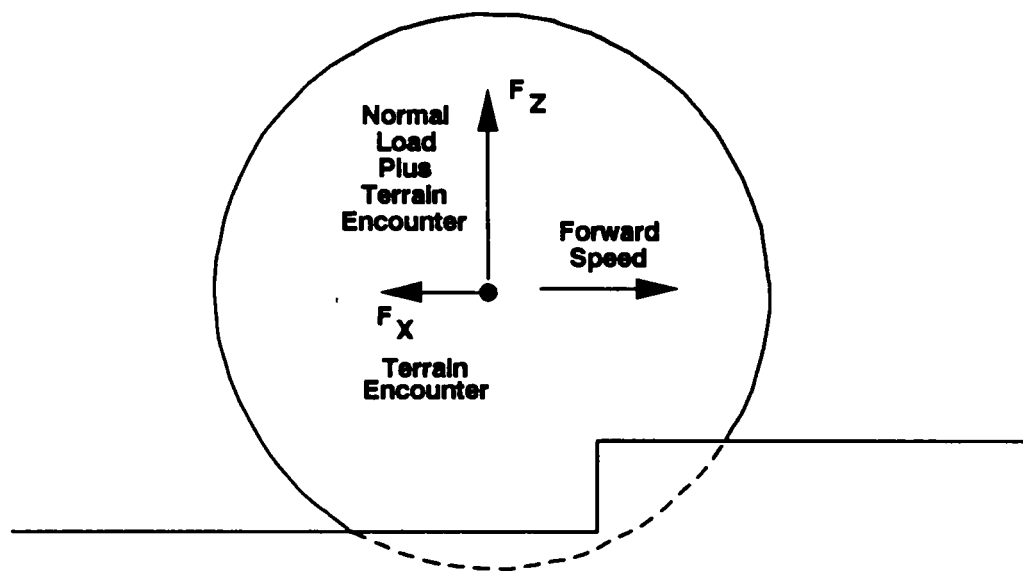 F Z
Normal
Load
Plus
Terrain
Encounter
Forward
Speed
F X
Terrain
Encounter